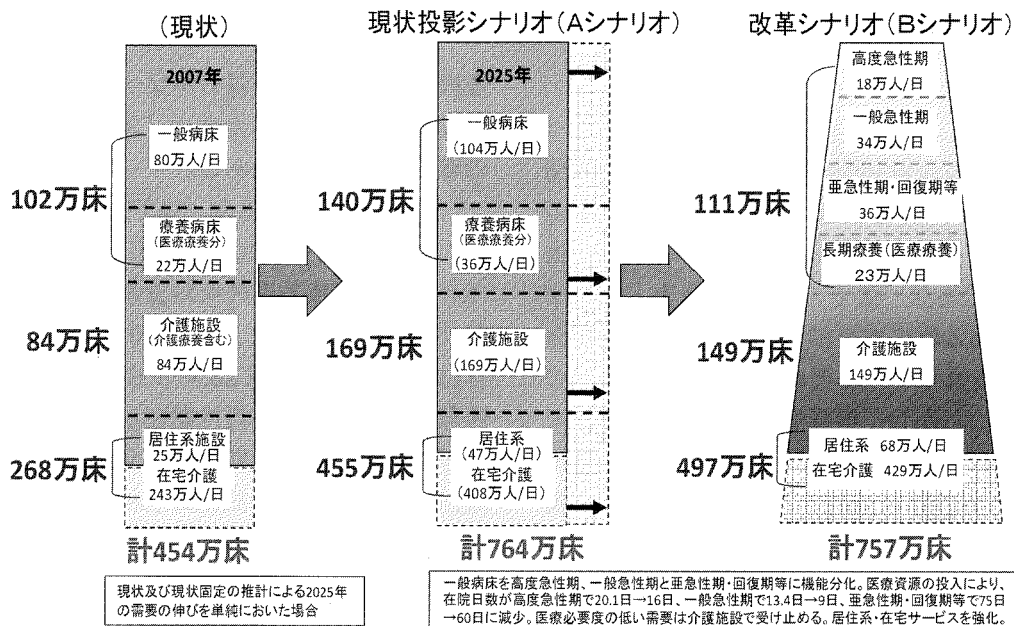 (現状)
2007年
一般病床
80万人/日
102万床
療養病床
(医療療養分)
22万人/日
84万床
介護施設
(介護療養含む)
84万人/日
居住系施設
25万人/日
268万床
在宅介護
243万人/日
計454万床
現状及び現状固定の推計による2025年
の需要の伸びを単純においた場合
現状投影シナリオ(Aシナリオ)
2025年
一般病床
(104万人/日)
140万床
療養病床
(医療療養分)
(36万人/日)
169万床
介護施設
(169万人/日)
居住系
(47万人/日)
455万床
在宅介護
(408万人/日)
計764万床
改革シナリオ(Bシナリオ)
高度急性期
18万人/日
一般急性期
34万人/日
111万床
亜急性期・回復期等
36万人/日
長期療養(医療療養)
23万人/日
149万床
介護施設
149万人/日
497万床
居住系 68万人/日
在宅介護 429万人/日
計757万床
一般病床を高度急性期、一般急性期と亜急性期・回復期等に機能分化。医療資源の投入により、
在院日数が高度急性期で20.1日→16日、一般急性期で13.4日→9日、亜急性期・回復期等で75日
→60日に減少。医療必要度の低い需要は介護施設で受け止める。居住系・在宅サービスを強化。